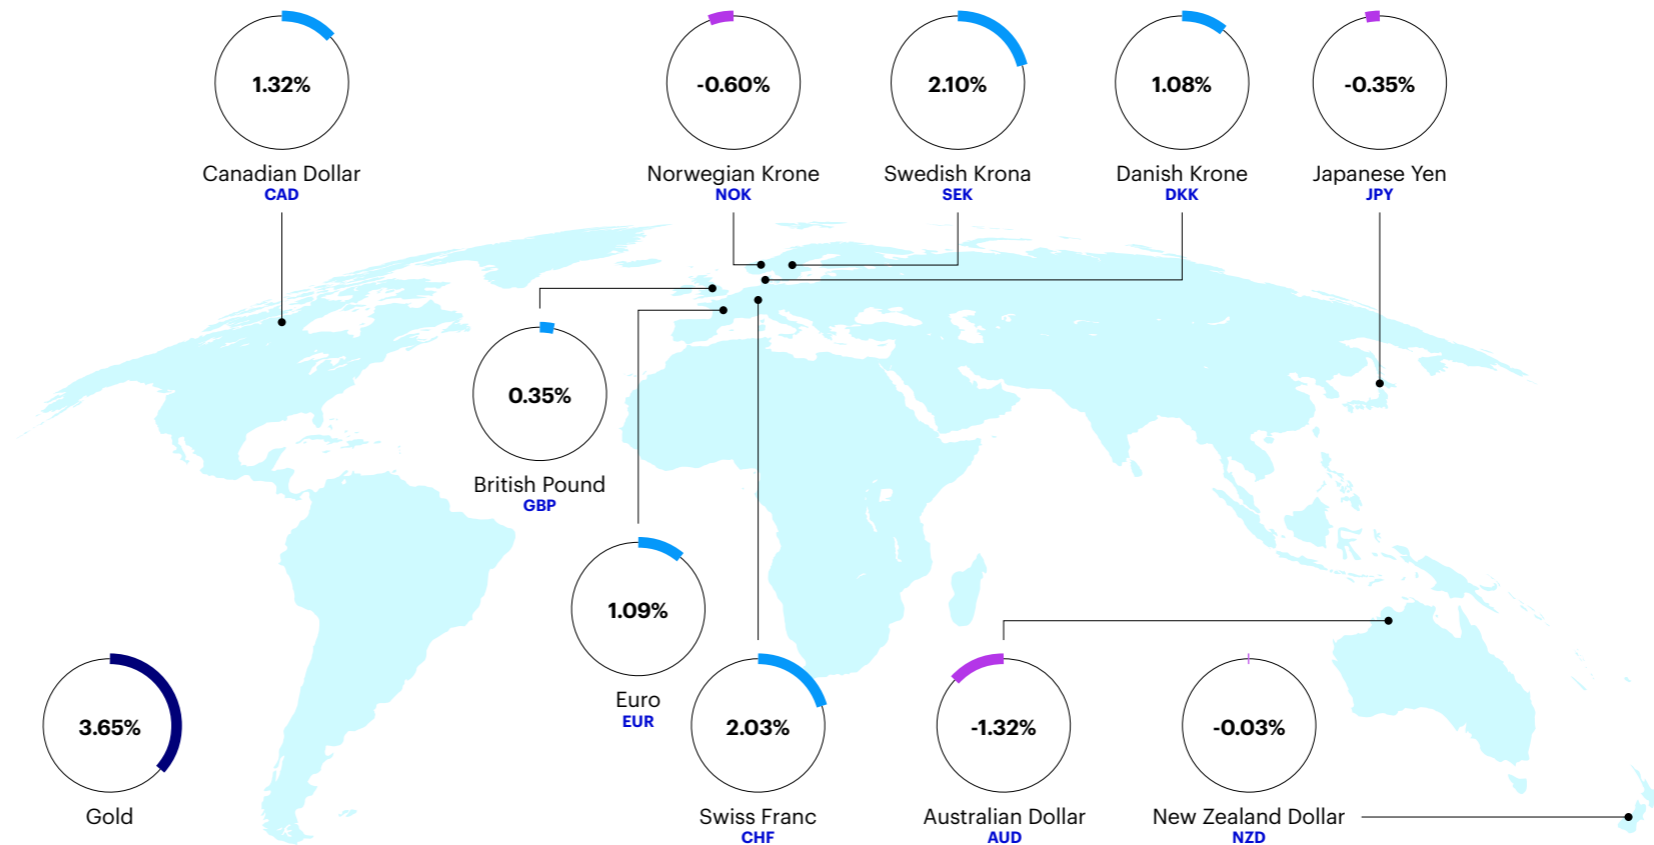 1.32%
Canadian Dollar
CAD
-0.60%
Norwegian Krone
NOK
2.10%
Swedish Krona
SEK
1.08%
Danish Krone
DKK
-0.35%
Japanese Yen
JPY
0.35%
British Pound
GBP
1.09%
Euro
EUR
3.65%
Gold
2.03%
Swiss Franc
CHF
-1.32%
Australian Dollar
AUD
-0.03%
New Zealand Dollar
NZD